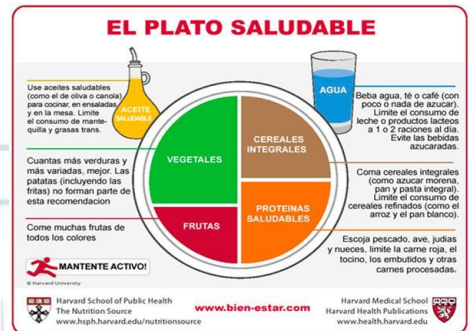 EL PLATO SALUDABLE
Use aceites saludables
(como el de oliva o canola)
para cocinar, en ensaladas
y en la mesa. Limite
el consumo de mante-
quilla y grasas trans.
ACEITE
SALUDABLE
AGUA
Beba agua, té o café (con
poco o nada de azucar).
Limite el consumo de
leche o productos lacteos
a 1 o 2 raciones al día.
Evite las bebidas
azucaradas.
VEGETALES
CEREALES
INTEGRALES
Cuantas más verduras y
más variadas, mejor. Las
patatas (incluyendo las
fritas) no forman parte de
esta recomendacion
Coma cereales integrales
(como azucar morena,
pan y pasta integral).
Limite el consumo de
cereales refinados (como el
arroz y el pan blanco).
FRUTAS
PROTEINAS
SALUDABLES
Come muchas frutas de
todos los colores
Escoja pescado, ave, judias
y nueces, limite la carne roja, el
tocino, los embutidos y otras
carnes procesadas.
MANTENTE ACTIVO!
© Harvard University
Harvard School of Public Health
The Nutrition Source
www.hsph.harvard.edu/nutritionsource
www.bien-estar.com
Harvard Medical School
Harvard Health Publications
www.health.harvard.edu